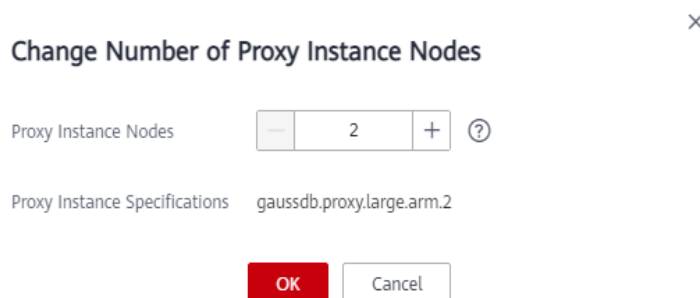 Change Number of Proxy Instance Nodes
Proxy Instance Nodes 2
Proxy Instance Specifications gaussdb.proxy.large.arm.2
OK Cancel